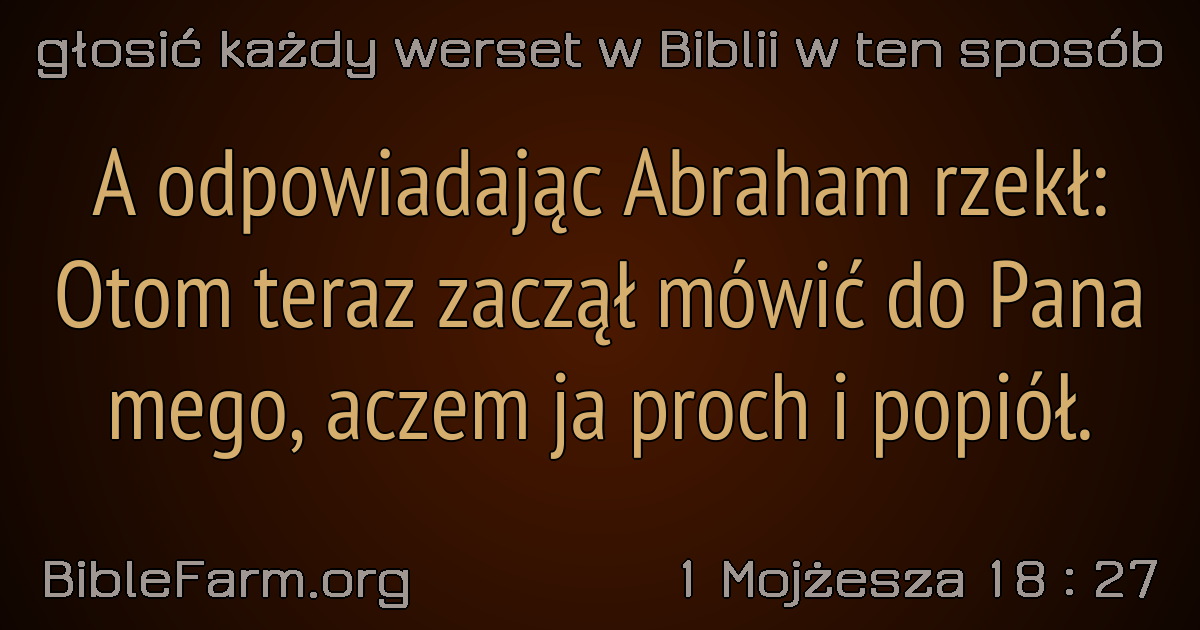 głosić każdy werset w Biblii w ten sposób
A odpowiadając Abraham rzekł:
Otom teraz zaczął mówić do Pana
mego, aczem ja proch i popiół.
BibleFarm.org
1 Mojżesza 18 : 27